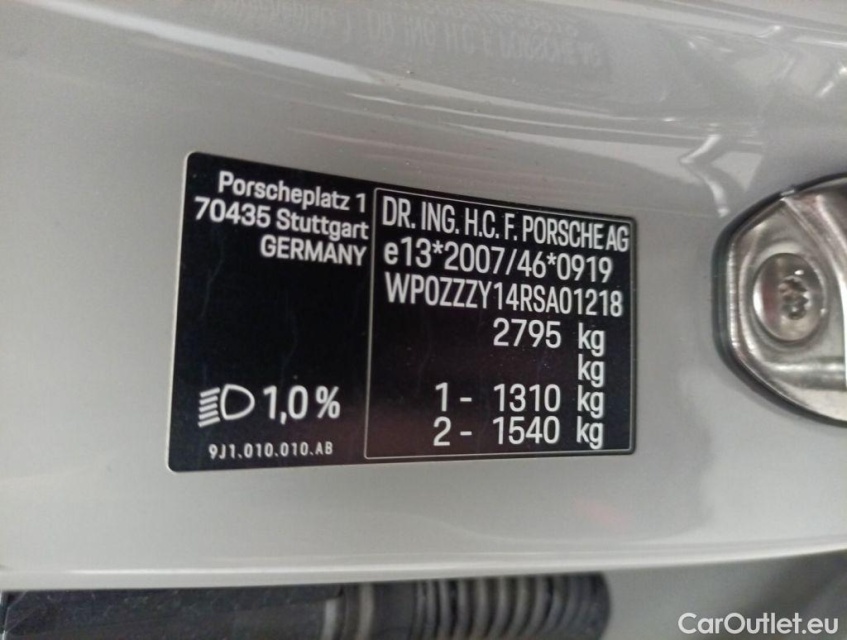 Porscheplatz 1
70435 Stuttgart
GERMANY
1,0 %
9J1.010.010.AB
DR. ING. H.C. F. PORSCHE AG
e13*2007/46*0919
WP0ZZZY14RSA01218
2795 kg
kg
1 - 1310 kg
2 - 1540 kg
CarOutlet.eu